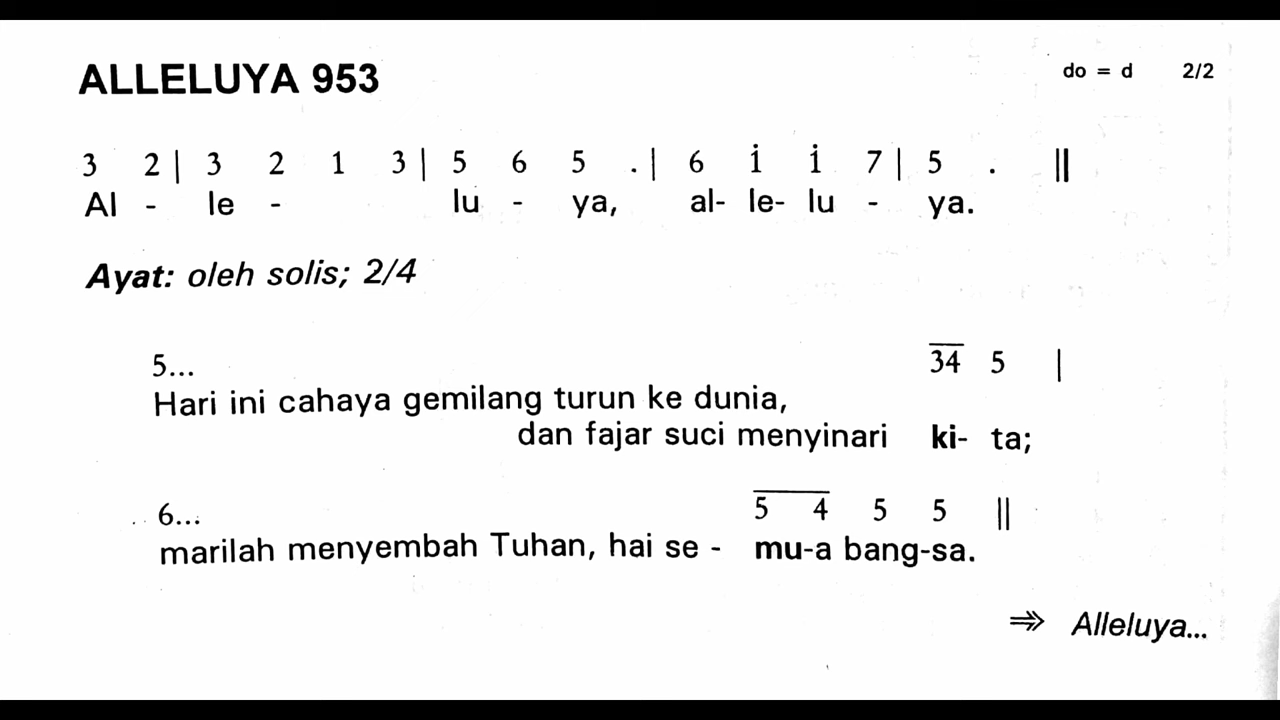 ALLELUYA 953 do = d 2/2
3 2 | 3 2 1 3 | 5 6 5 . | 6 i̇ i̇ 7 | 5 . ||
Al - le - lu - ya, al- le- lu - ya.
Ayat: oleh solis; 2/4
5... 34 5 |
Hari ini cahaya gemilang turun ke dunia,
dan fajar suci menyinari ki- ta;
6... 5 4 5 5 ||
marilah menyembah Tuhan, hai se - mu-a bang-sa.
⇒ Alleluya...